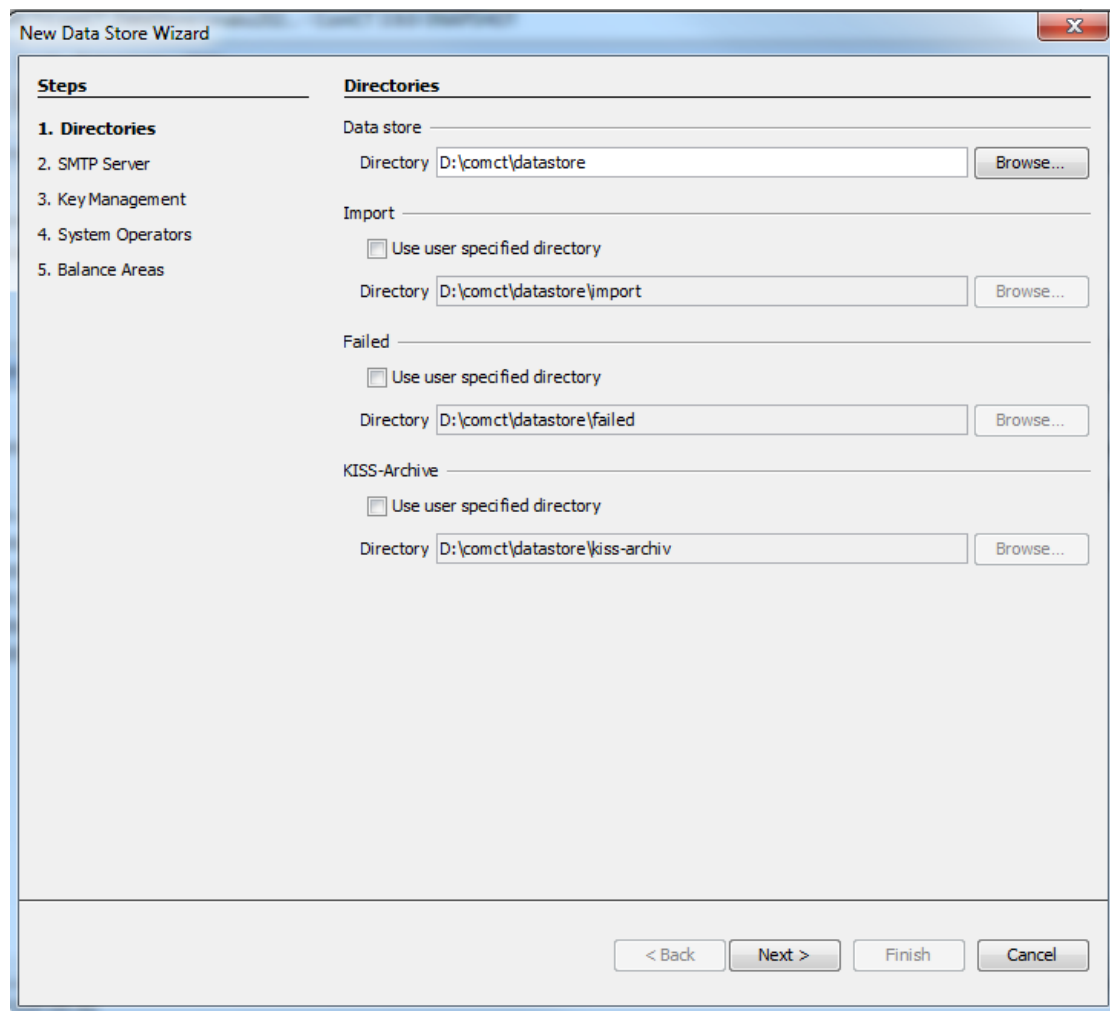 New Data Store Wizard
Steps
1. Directories
2. SMTP Server
3. Key Management
4. System Operators
5. Balance Areas
Directories
Data store
Directory D:\comct\datastore Browse...
Import
Use user specified directory
Directory D:\comct\datastore\import Browse...
Failed
Use user specified directory
Directory D:\comct\datastore\failed Browse...
KISS-Archive
Use user specified directory
Directory D:\comct\datastore\kiss-archiv Browse...
< Back Next > Finish Cancel